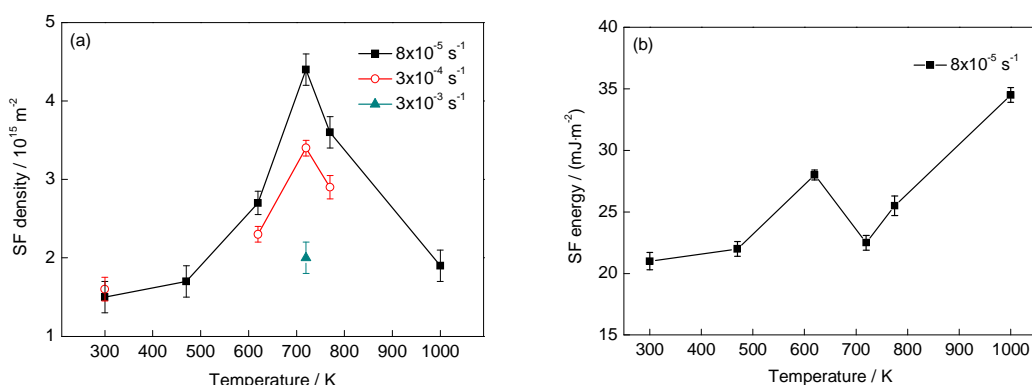 (a)
8x10⁻⁵ s⁻¹
3x10⁻⁴ s⁻¹
3x10⁻³ s⁻¹
SF density / 10¹⁵ m⁻²
5
4
3
2
1
300 400 500 600 700 800 900 1000
Temperature / K
(b)
8x10⁻⁵ s⁻¹
SF energy / (mJ·m⁻²)
40
35
30
25
20
15
300 400 500 600 700 800 900 1000
Temperature / K